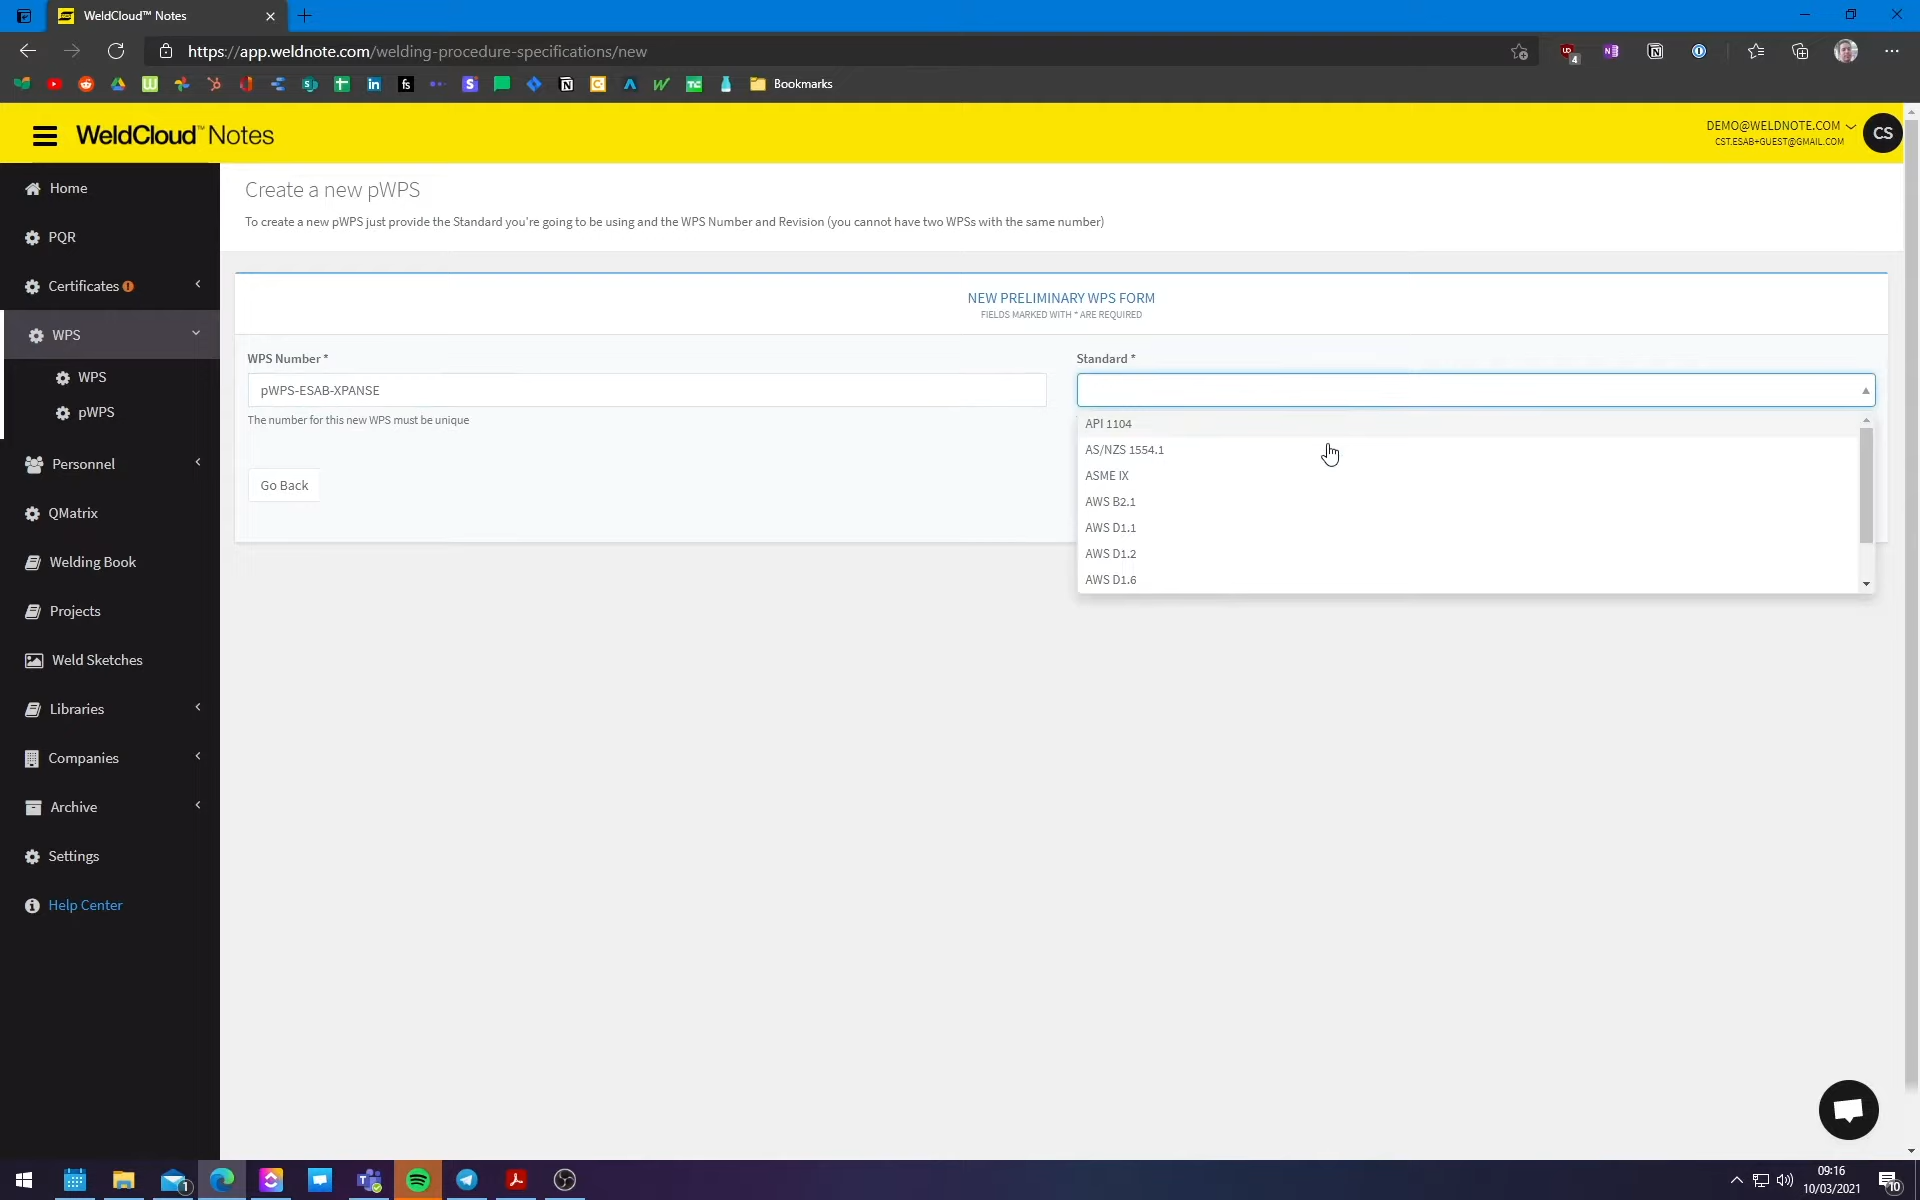 WeldCloud™ Notes
https://app.weldnote.com/welding-procedure-specifications/new
4
Bookmarks
WeldCloud™ Notes
DEMO@WELDNOTE.COM
CST.ESAB+GUEST@GMAIL.COM
CS
Home
PQR
Certificates
WPS
WPS
pWPS
Personnel
QMatrix
Welding Book
Projects
Weld Sketches
Libraries
Companies
Archive
Settings
Help Center
Create a new pWPS
To create a new pWPS just provide the Standard you're going to be using and the WPS Number and Revision (you cannot have two WPSs with the same number)
NEW PRELIMINARY WPS FORM
FIELDS MARKED WITH * ARE REQUIRED
WPS Number *
pWPS-ESAB-XPANSE
The number for this new WPS must be unique
Go Back
Standard *
API 1104
AS/NZS 1554.1
ASME IX
AWS B2.1
AWS D1.1
AWS D1.2
AWS D1.6
1
09:16
10/03/2021
10